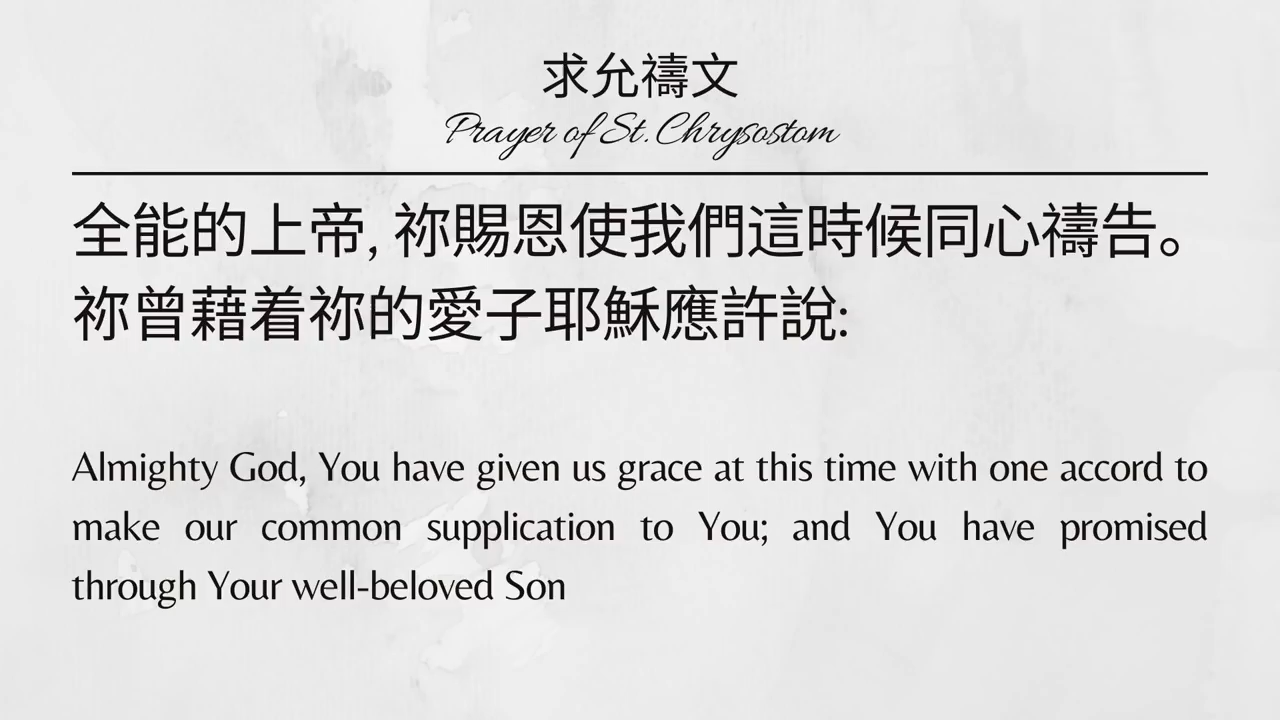 求允禱文
Prayer of St. Chrysostom
全能的上帝, 祢賜恩使我們這時候同心禱告。
祢曾藉着祢的愛子耶穌應許說:
Almighty God, You have given us grace at this time with one accord to
make our common supplication to You; and You have promised
through Your well-beloved Son